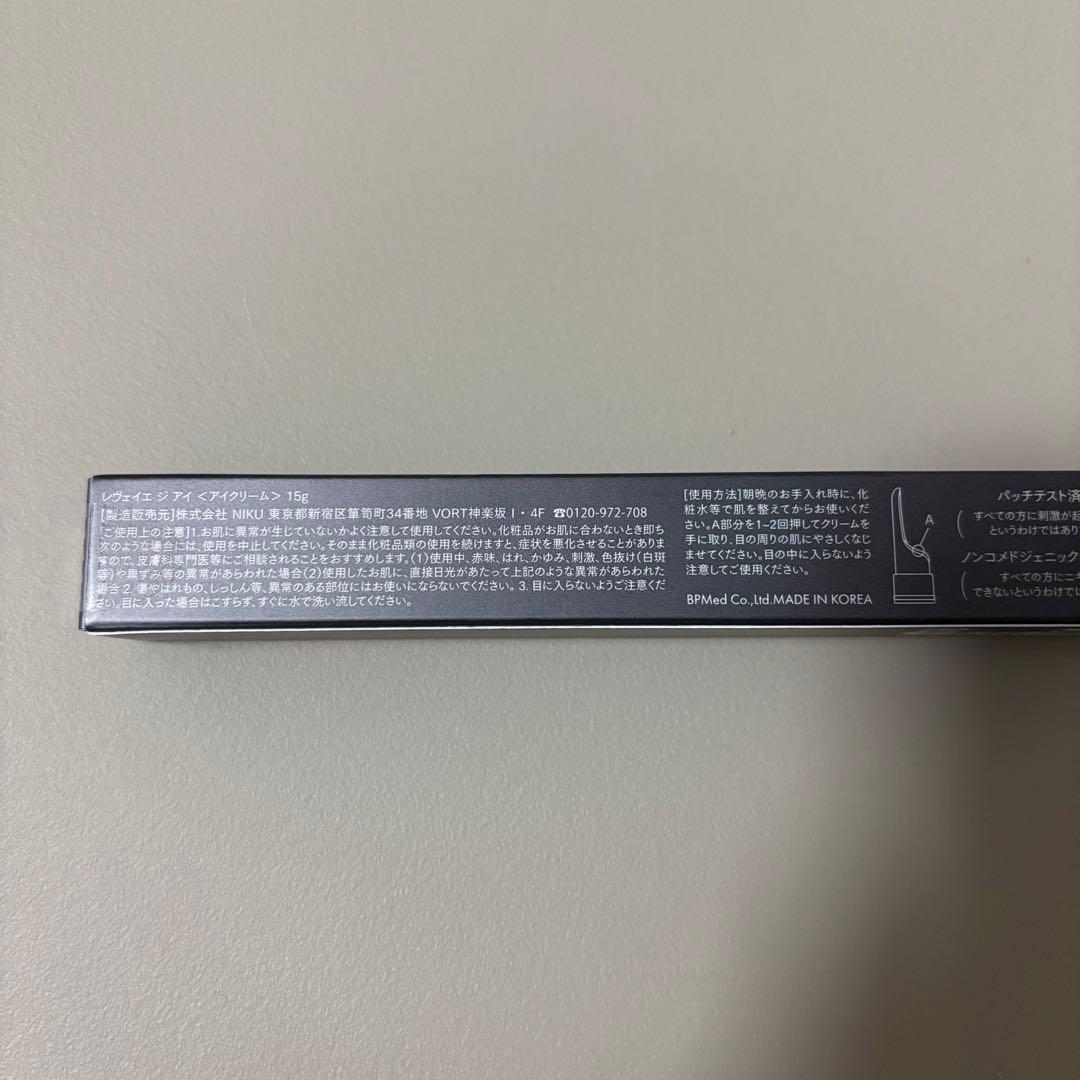 レヴェイエ ジ アイ＜アイクリーム＞ 15g
[製造販売元]株式会社 NIKU 東京都新宿区箪笥町34番地 VORT神楽坂 I・4F ☎0120-972-708
[ご使用上の注意]1.お肌に異常が生じていないかよく注意して使用してください。化粧品がお肌に合わないとき即ち
次のような場合には、使用を中止してください。そのまま化粧品類の使用を続けますと、症状を悪化させることがありま
すので、皮膚科専門医等にご相談されることをおすすめします。(1)使用中、赤味、はれ、かゆみ、刺激、色抜け(白斑
等)や黒ずみ等の異常があらわれた場合(2)使用したお肌に、直接日光があたって上記のような異常があらわれた
場合 2. 傷やはれもの、しっしん等、異常のある部位にはお使いにならないでください。3. 目に入らないようご注意くだ
さい。目に入った場合はこすらず、すぐに水で洗い流してください。
[使用方法]朝晩のお手入れ時に、化
粧水等で肌を整えてからお使いくだ
さい。A部分を1~2回押してクリームを
手に取り、目の周りの肌にやさしくなじ
ませてください。目の中に入らないよう
注意してご使用ください。
BPMed Co.,Ltd.MADE IN KOREA
A
パッチテスト済
すべての方に刺激が起
というわけではあり
ノンコメドジェニック
すべての方にニキ
できないというわけでは